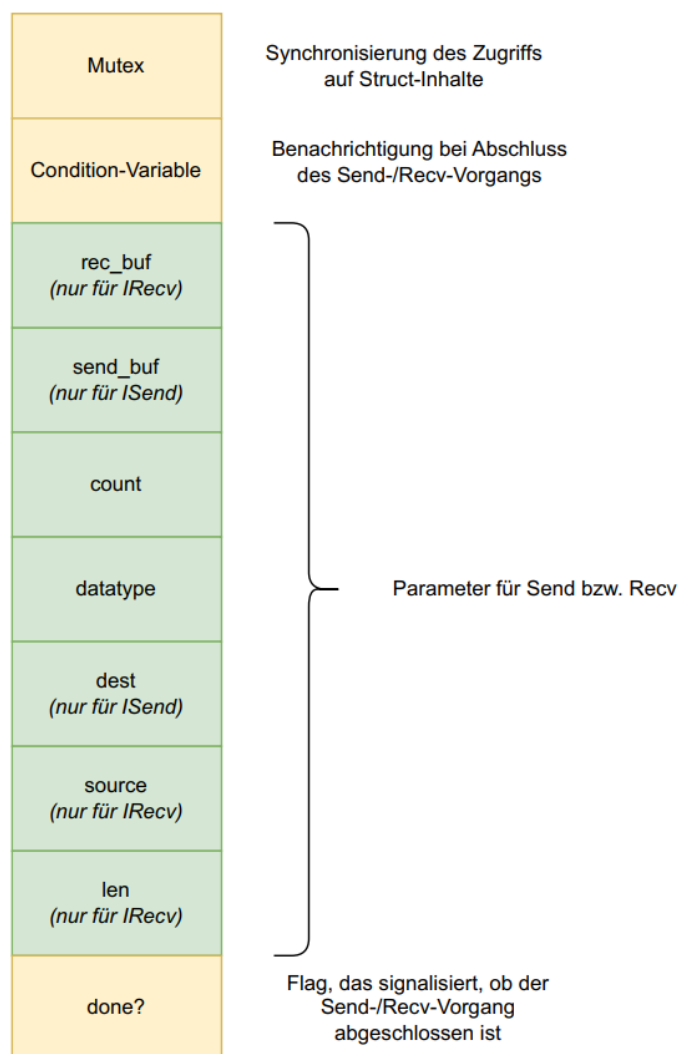 Mutex
Synchronisierung des Zugriffs
auf Struct-Inhalte
Condition-Variable
Benachrichtigung bei Abschluss
des Send-/Recv-Vorgangs
rec_buf
(nur für IRecv)
send_buf
(nur für ISend)
count
datatype
Parameter für Send bzw. Recv
dest
(nur für ISend)
source
(nur für IRecv)
len
(nur für IRecv)
done?
Flag, das signalisiert, ob der
Send-/Recv-Vorgang
abgeschlossen ist